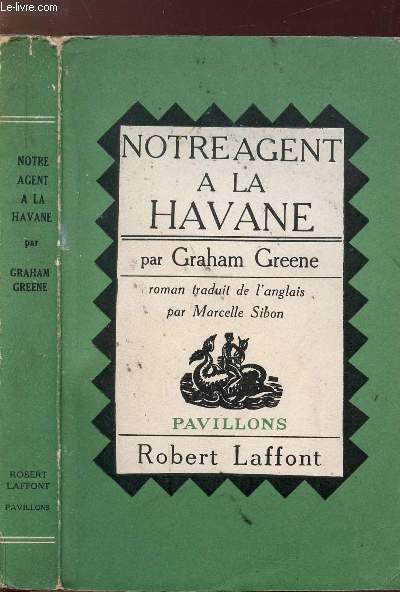 Le-livre.com
NOTRE
AGENT
A LA
HAVANE
par
GRAHAM
GREENE
ROBERT
LAFFONT
PAVILLONS
NOTRE AGENT
A LA
HAVANE
par Graham Greene
roman traduit de l'anglais
par Marcelle Sibon
PAVILLONS
Robert Laffont